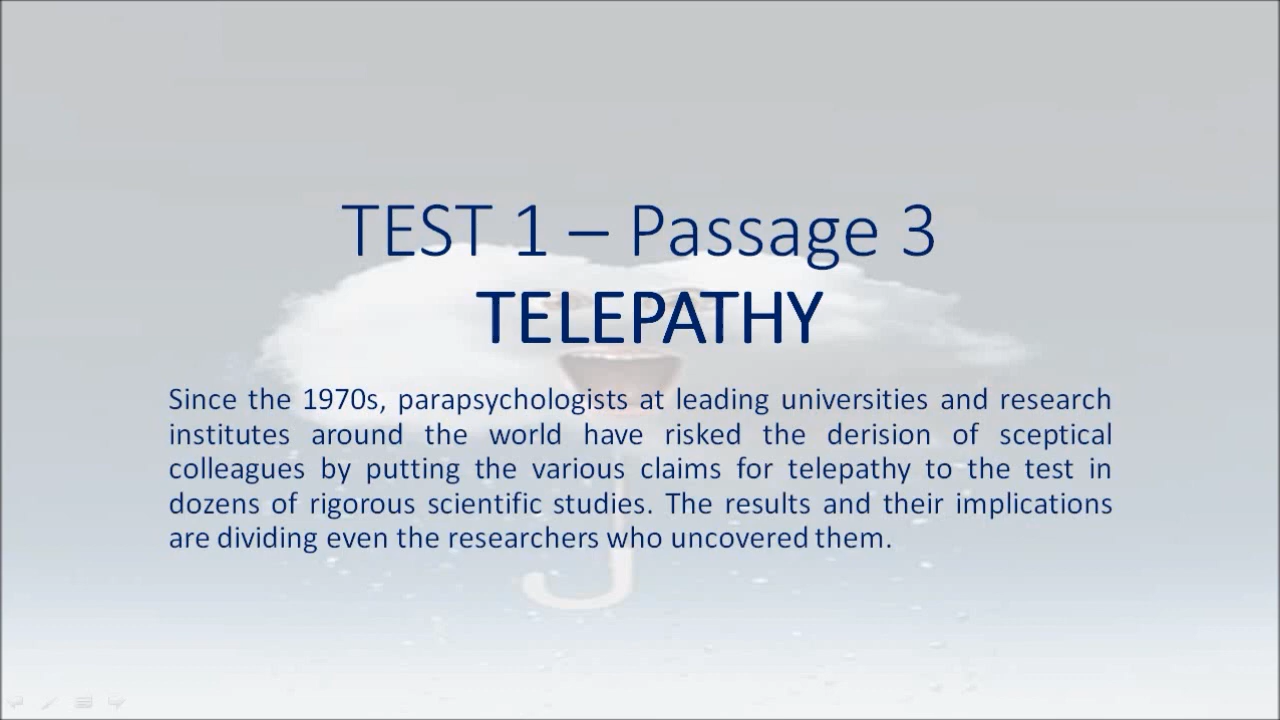 TEST 1 – Passage 3
TELEPATHY
Since the 1970s, parapsychologists at leading universities and research
institutes around the world have risked the derision of sceptical
colleagues by putting the various claims for telepathy to the test in
dozens of rigorous scientific studies. The results and their implications
are dividing even the researchers who uncovered them.